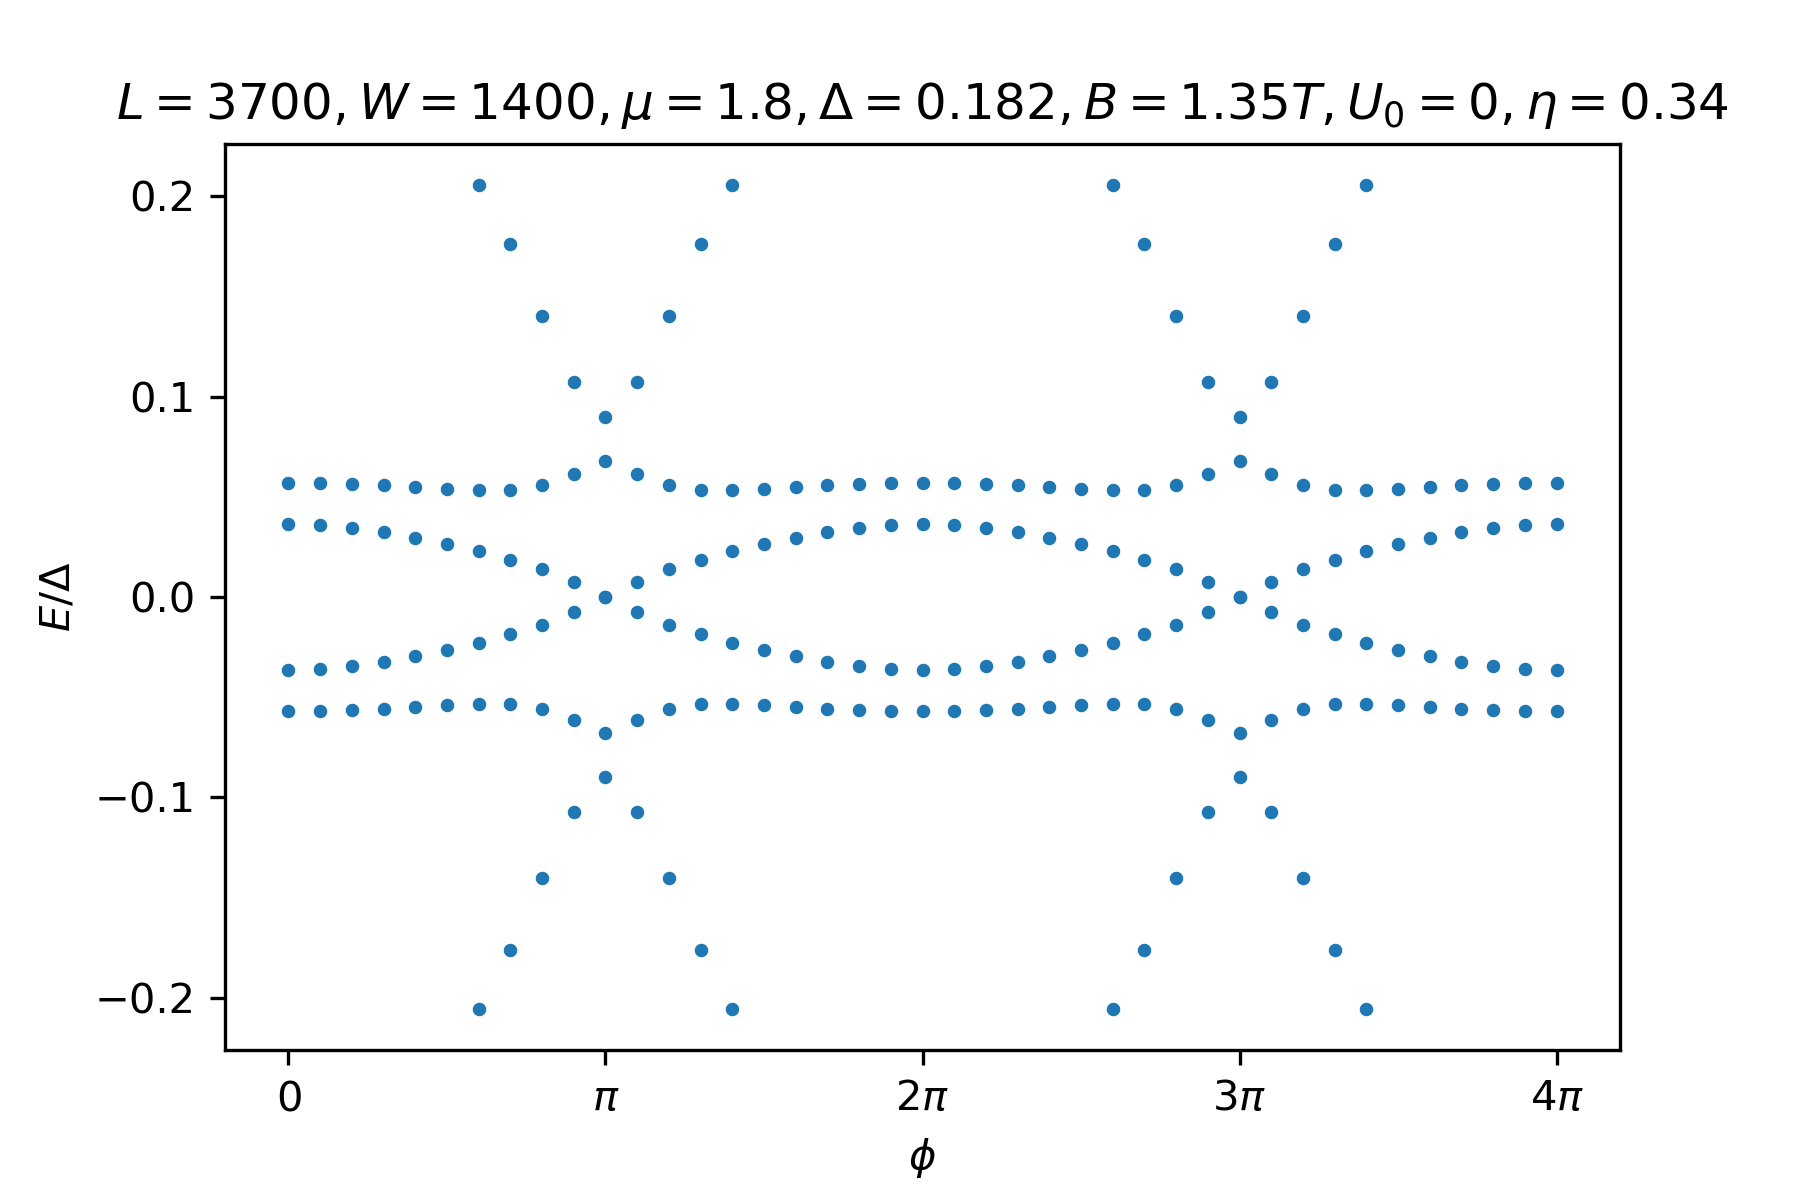 L = 3700, W = 1400, μ = 1.8, Δ = 0.182, B = 1.35T, U₀ = 0, η = 0.34
0.2
0.1
0.0
−0.1
−0.2
E/Δ
0 π 2π 3π 4π
ϕ